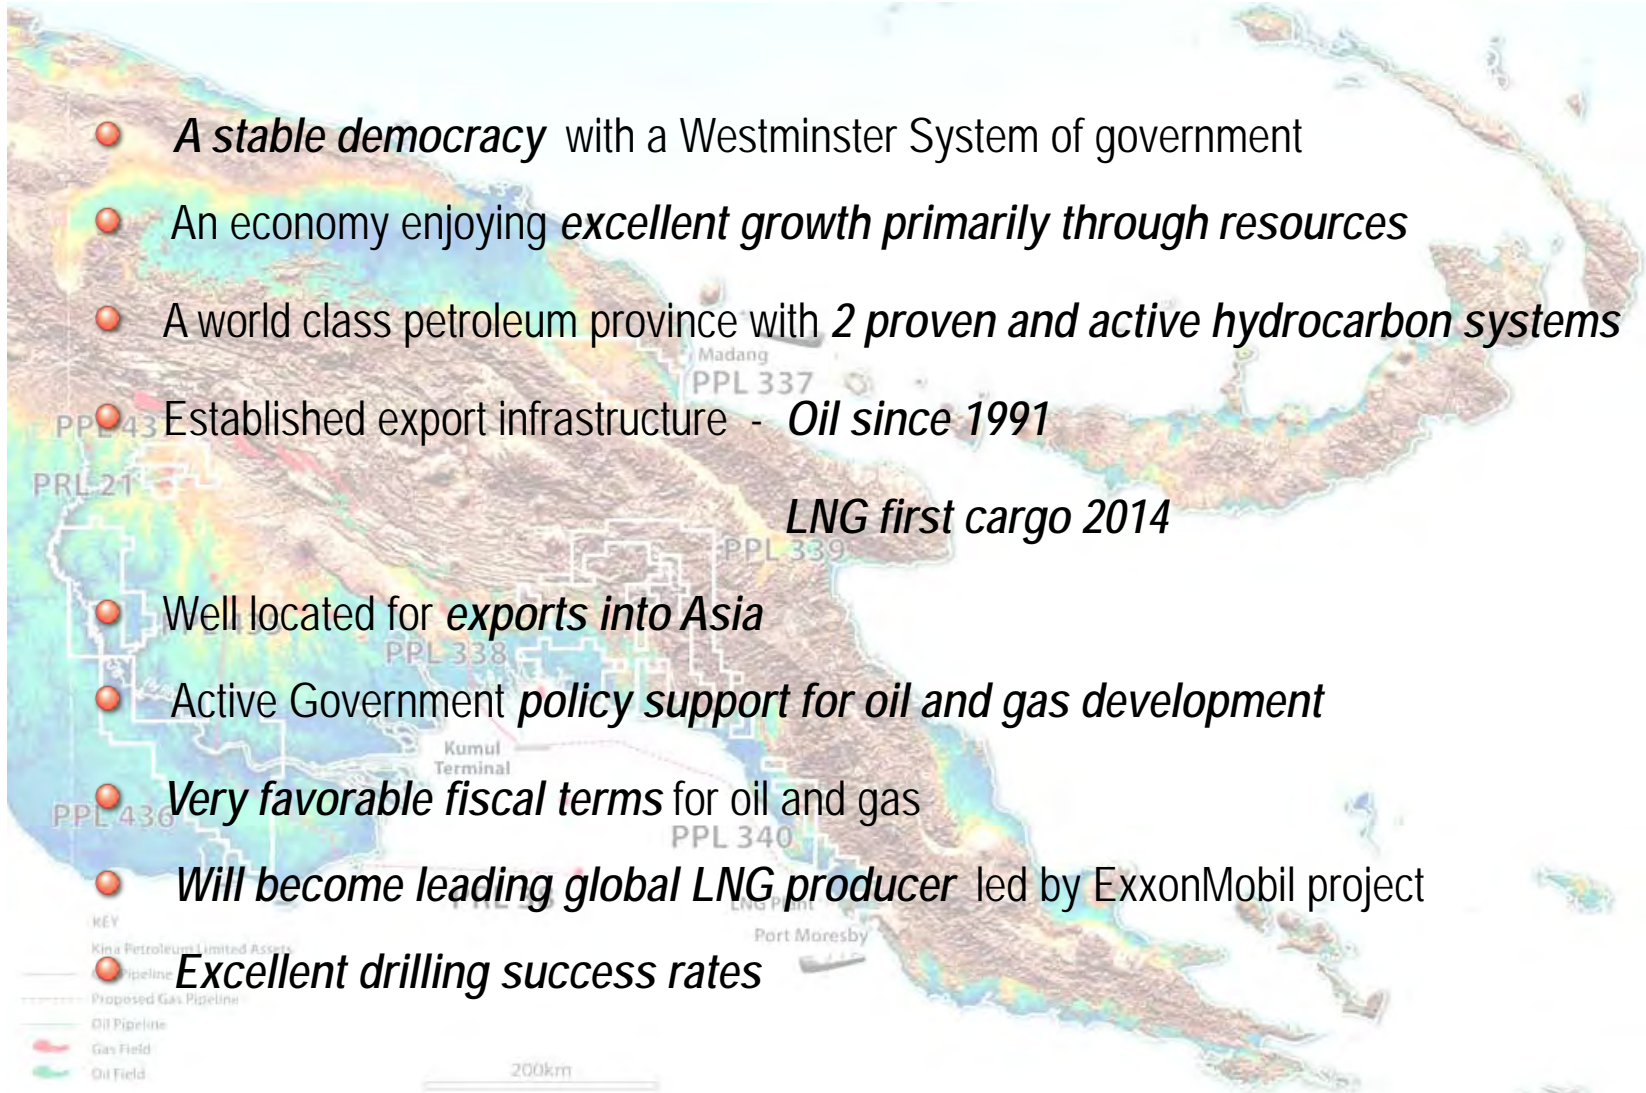 A stable democracy with a Westminster System of government
An economy enjoying excellent growth primarily through resources
A world class petroleum province with 2 proven and active hydrocarbon systems
Madang
PPL 337
Established export infrastructure - Oil since 1991
PRL 21
LNG first cargo 2014
PPL 339
Well located for exports into Asia
PPL 338
Active Government policy support for oil and gas development
Kumul
Terminal
Very favorable fiscal terms for oil and gas
PPL 436
PPL 340
Will become leading global LNG producer led by ExxonMobil project
LNG Plant
Port Moresby
KEY
Kina Petroleum Limited Assets
Excellent drilling success rates
Pipeline
Proposed Gas Pipeline
Oil Pipeline
Gas Field
Oil Field
200km